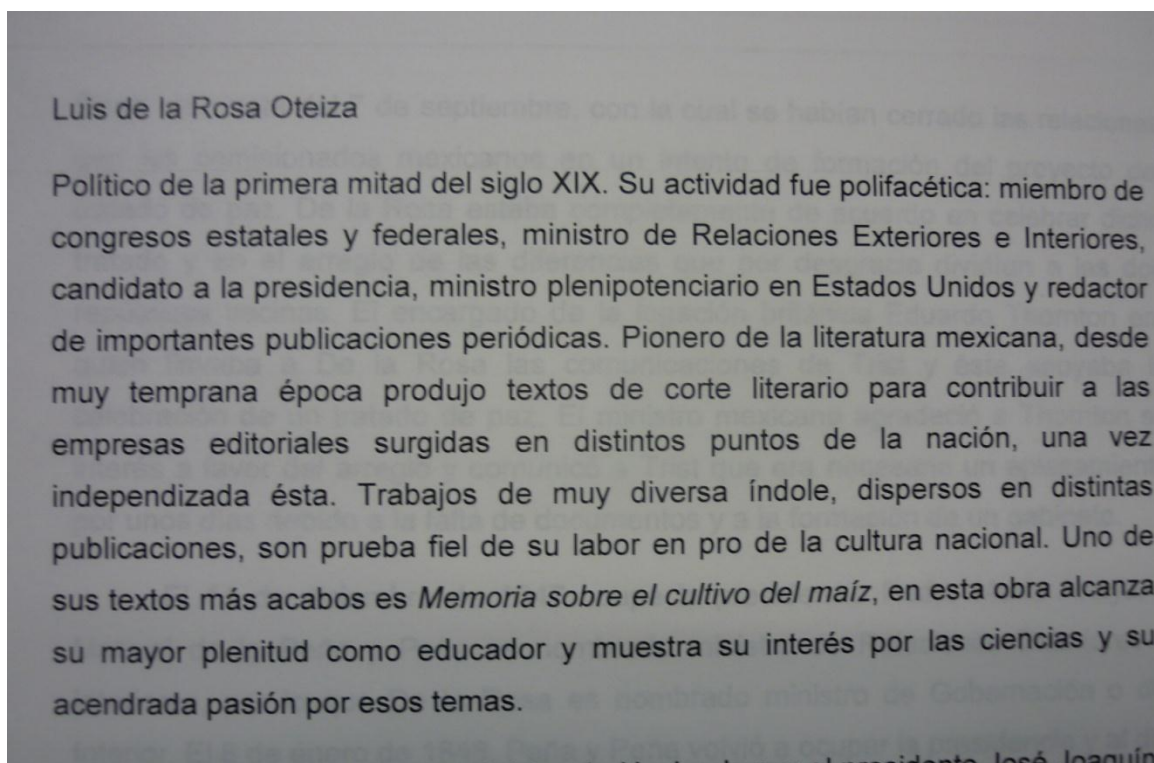 Luis de la Rosa Oteiza
Político de la primera mitad del siglo XIX. Su actividad fue polifacética: miembro de
congresos estatales y federales, ministro de Relaciones Exteriores e Interiores,
candidato a la presidencia, ministro plenipotenciario en Estados Unidos y redactor
de importantes publicaciones periódicas. Pionero de la literatura mexicana, desde
muy temprana época produjo textos de corte literario para contribuir a las
empresas editoriales surgidas en distintos puntos de la nación, una vez
independizada ésta. Trabajos de muy diversa índole, dispersos en distintas
publicaciones, son prueba fiel de su labor en pro de la cultura nacional. Uno de
sus textos más acabos es Memoria sobre el cultivo del maíz, en esta obra alcanza
su mayor plenitud como educador y muestra su interés por las ciencias y su
acendrada pasión por esos temas.
presidente José Joaquín